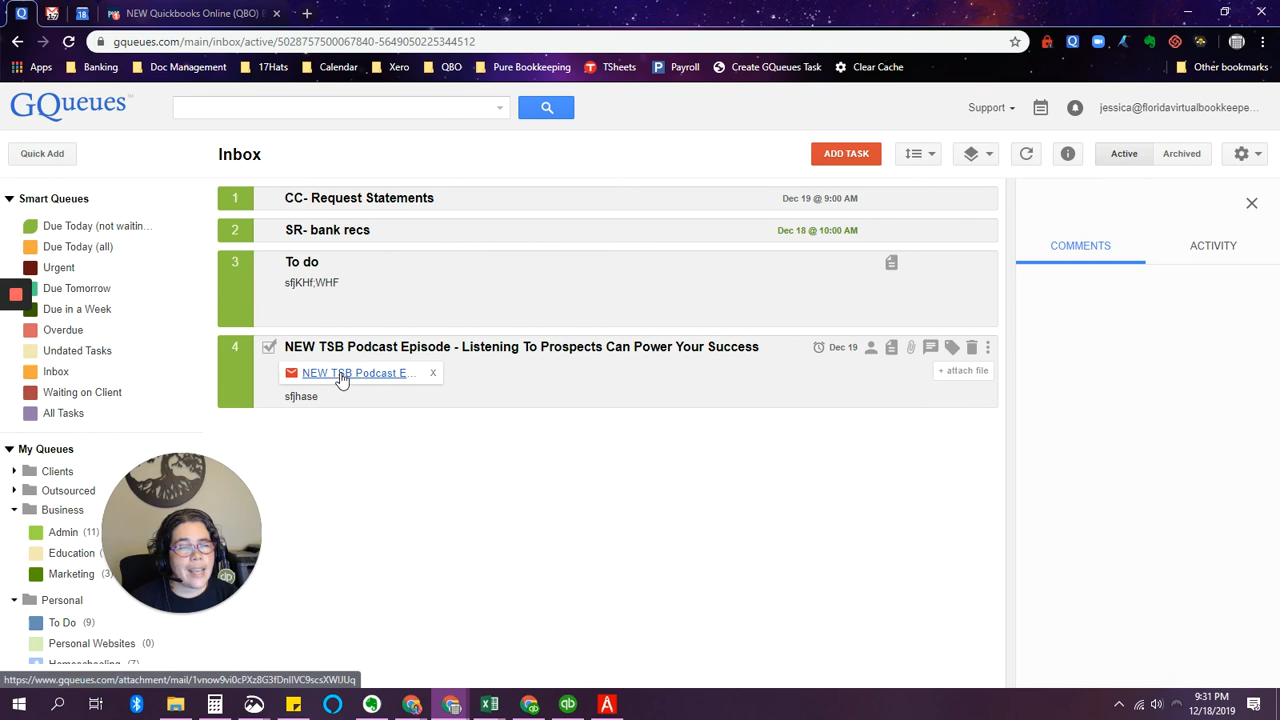 NEW Quickbooks Online (QBO)
gqueues.com/main/inbox/active/5028757500067840-5649050225344512
Apps Banking Doc Management 17Hats Calendar Xero QBO Pure Bookkeeping TSheets Payroll Create GQueues Task Clear Cache Other bookmarks
GQueues™
Support
jessica@floridavirtualbookkeepe...
Quick Add
Inbox
ADD TASK
Active Archived
Smart Queues
Due Today (not waitin...
Due Today (all)
Urgent
Due Tomorrow
Due in a Week
Overdue
Undated Tasks
Inbox
Waiting on Client
All Tasks
My Queues
Clients
Outsourced
Business
Admin (11)
Education
Marketing (3)
Personal
To Do (9)
Personal Websites (0)
Homeschooling (7)
1 CC- Request Statements Dec 19 @ 9:00 AM
2 SR- bank recs Dec 18 @ 10:00 AM
3 To do
sfjKHf;WHF
4 NEW TSB Podcast Episode - Listening To Prospects Can Power Your Success Dec 19
NEW TSB Podcast E... X
+ attach file
sfjhase
COMMENTS ACTIVITY
https://www.gqueues.com/attachment/mail/1vnow9vi0cPXz8G3fDnIIVC9scsXWIJUq
9:31 PM
12/18/2019